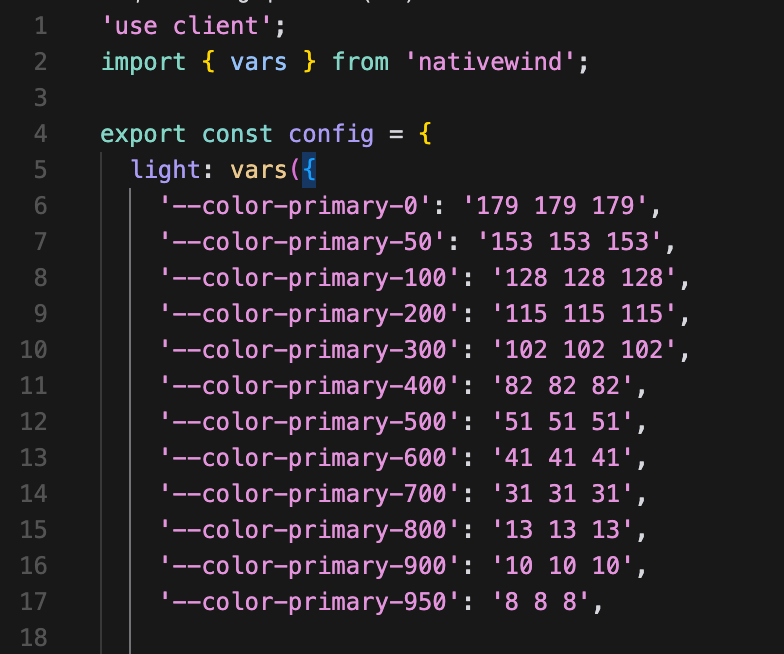 1 'use client';
2 import { vars } from 'nativewind';
3
4 export const config = {
5 light: vars({
6 '--color-primary-0': '179 179 179',
7 '--color-primary-50': '153 153 153',
8 '--color-primary-100': '128 128 128',
9 '--color-primary-200': '115 115 115',
10 '--color-primary-300': '102 102 102',
11 '--color-primary-400': '82 82 82',
12 '--color-primary-500': '51 51 51',
13 '--color-primary-600': '41 41 41',
14 '--color-primary-700': '31 31 31',
15 '--color-primary-800': '13 13 13',
16 '--color-primary-900': '10 10 10',
17 '--color-primary-950': '8 8 8',
18